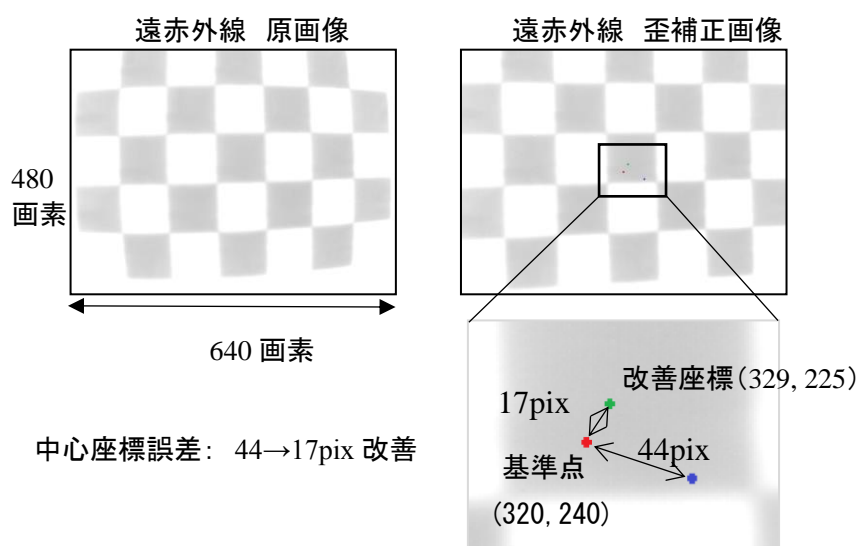 遠赤外線 原画像
遠赤外線 歪補正画像
480
画素
640 画素
改善座標(329, 225)
17pix
中心座標誤差: 44→17pix 改善
44pix
基準点
(320, 240)